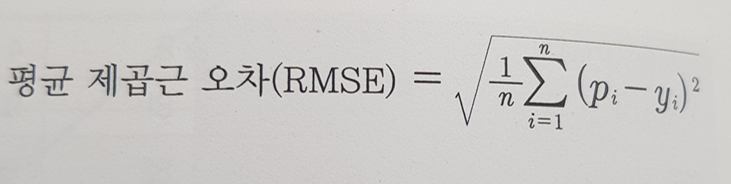 평균 제곱근 오차(RMSE) = √(1/n ∑_{i=1}^{n} (p_i − y_i)²)